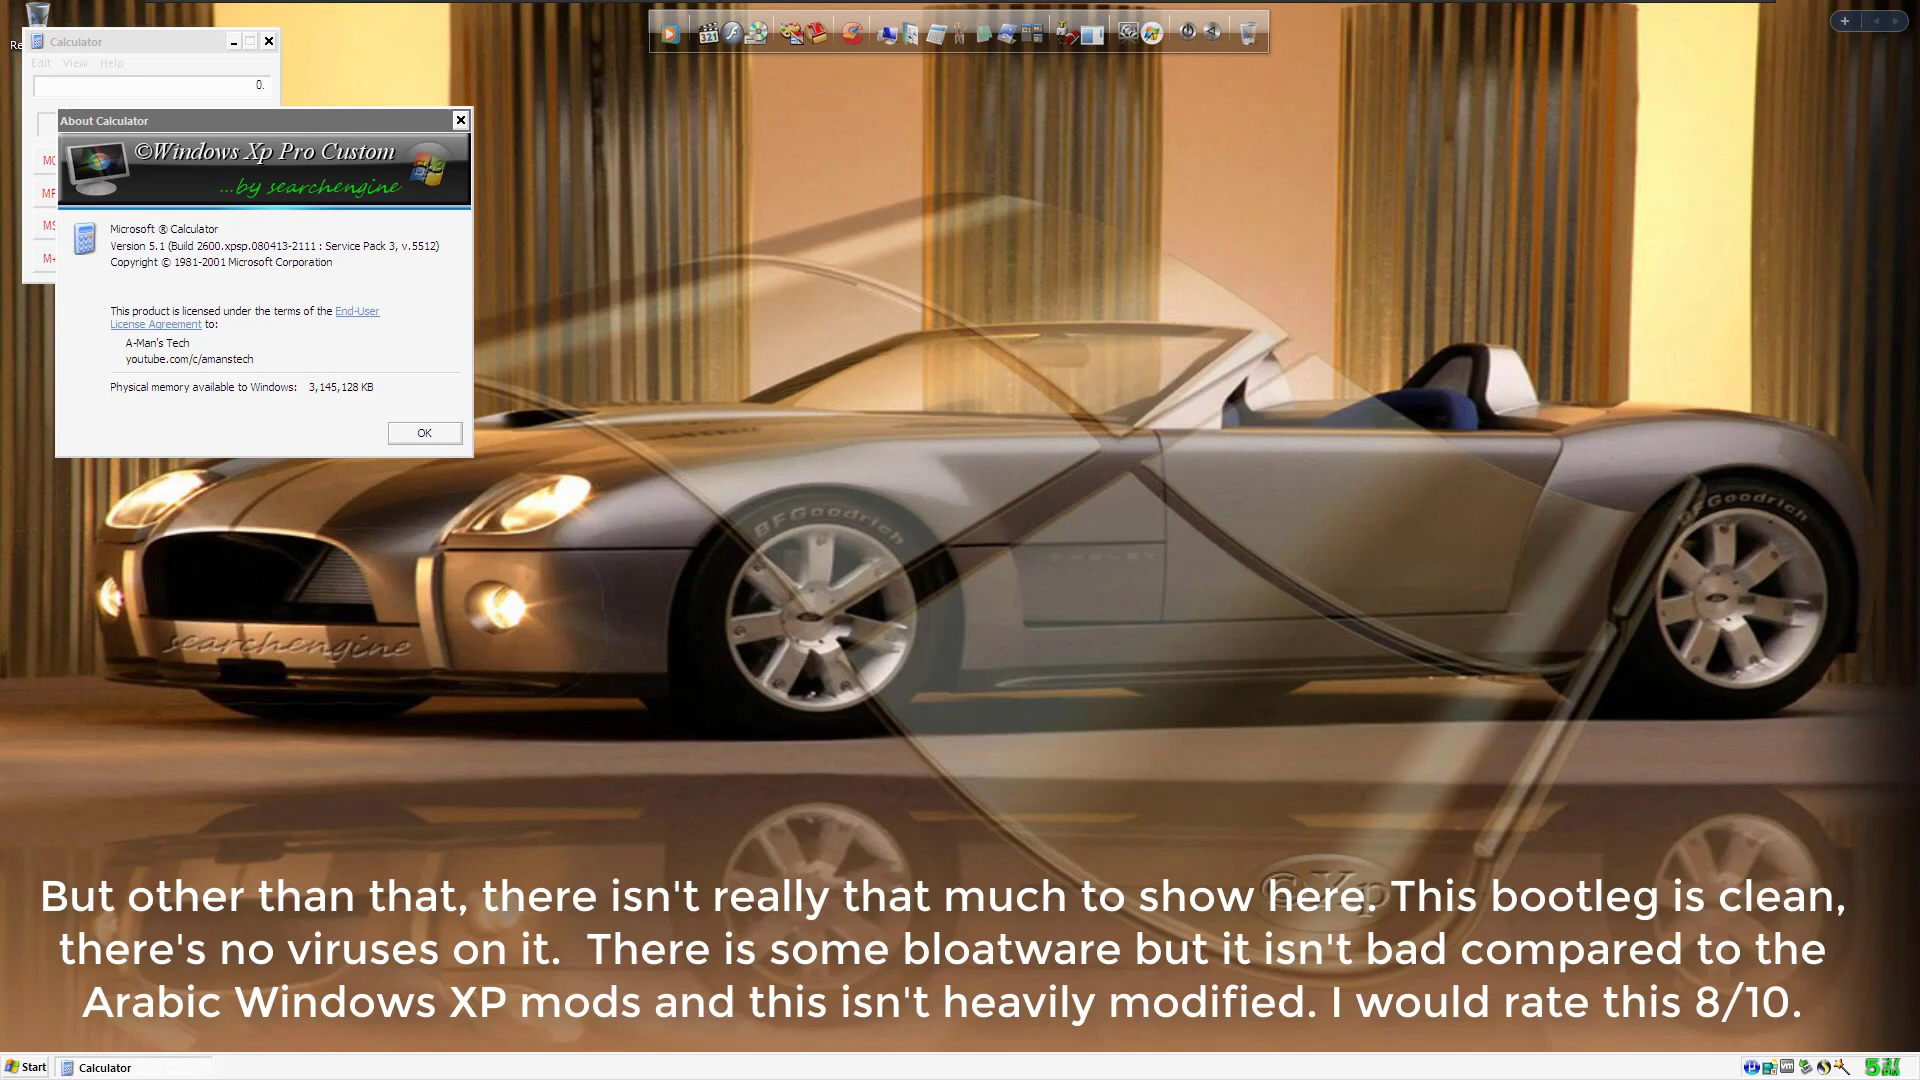 Calculator
Edit View Help
0.
About Calculator
©Windows Xp Pro Custom
...by searchengine
Microsoft ® Calculator
Version 5.1 (Build 2600.xpsp.080413-2111 : Service Pack 3, v.5512)
Copyright © 1981-2001 Microsoft Corporation
This product is licensed under the terms of the End-User
License Agreement to:
A-Man's Tech
youtube.com/c/amanstech
Physical memory available to Windows: 3,145,128 KB
OK
BFGoodrich
BFGoodrich
SHELBY
searchengine
©Xp
But other than that, there isn't really that much to show here. This bootleg is clean,
there's no viruses on it. There is some bloatware but it isn't bad compared to the
Arabic Windows XP mods and this isn't heavily modified. I would rate this 8/10.
Start
Calculator